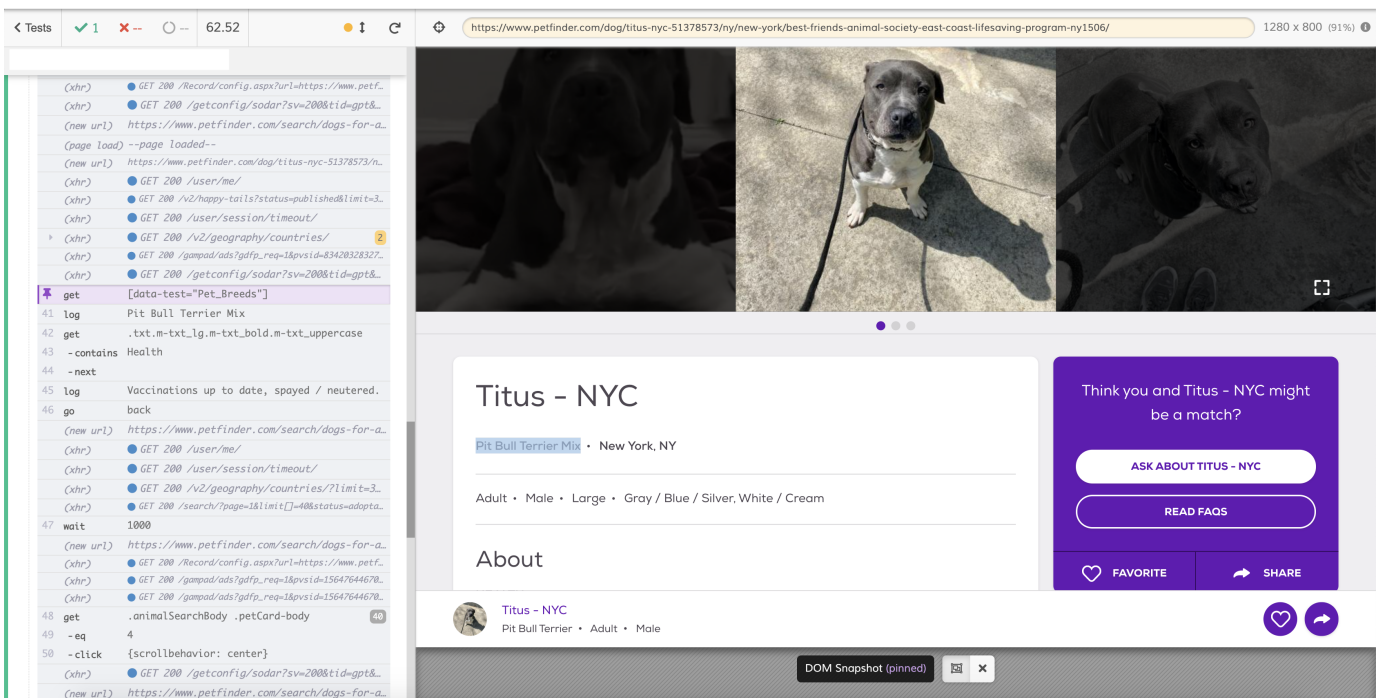 < Tests ✓ 1 ✗ -- -- 62.52
https://www.petfinder.com/dog/titus-nyc-51378573/ny/new-york/best-friends-animal-society-east-coast-lifesaving-program-ny1506/
1280 x 800 (91%)
(xhr) GET 200 /Record/config.aspx?url=https://www.petf…
(xhr) GET 200 /getconfig/sodar?sv=200&tid=gpt&…
(new url) https://www.petfinder.com/search/dogs-for-a…
(page load) --page loaded--
(new url) https://www.petfinder.com/dog/titus-nyc-51378573/n…
(xhr) GET 200 /user/me/
(xhr) GET 200 /v2/happy-tails?status=published&limit=3…
(xhr) GET 200 /user/session/timeout/
(xhr) GET 200 /v2/geography/countries/ 2
(xhr) GET 200 /gampad/ads?gdfp_req=1&pvsid=83420328327…
(xhr) GET 200 /getconfig/sodar?sv=200&tid=gpt&…
get [data-test="Pet_Breeds"]
41 log Pit Bull Terrier Mix
42 get .txt.m-txt_lg.m-txt_bold.m-txt_uppercase
43 -contains Health
44 -next
45 log Vaccinations up to date, spayed / neutered.
46 go back
(new url) https://www.petfinder.com/search/dogs-for-a…
(xhr) GET 200 /user/me/
(xhr) GET 200 /user/session/timeout/
(xhr) GET 200 /v2/geography/countries/?limit=3…
(xhr) GET 200 /search/?page=1&limit[]=40&status=adopta…
47 wait 1000
(new url) https://www.petfinder.com/search/dogs-for-a…
(xhr) GET 200 /Record/config.aspx?url=https://www.petf…
(xhr) GET 200 /gampad/ads?gdfp_req=1&pvsid=15647644670…
(xhr) GET 200 /gampad/ads?gdfp_req=1&pvsid=15647644670…
48 get .animalSearchBody .petCard-body 40
49 -eq 4
50 -click {scrollbehavior: center}
(xhr) GET 200 /getconfig/sodar?sv=200&tid=gpt&…
(new url) https://www.petfinder.com/search/dogs-for-a…
Titus - NYC
Pit Bull Terrier Mix • New York, NY
Adult • Male • Large • Gray / Blue / Silver, White / Cream
About
Think you and Titus - NYC might
be a match?
ASK ABOUT TITUS - NYC
READ FAQS
FAVORITE SHARE
Titus - NYC
Pit Bull Terrier • Adult • Male
DOM Snapshot (pinned)